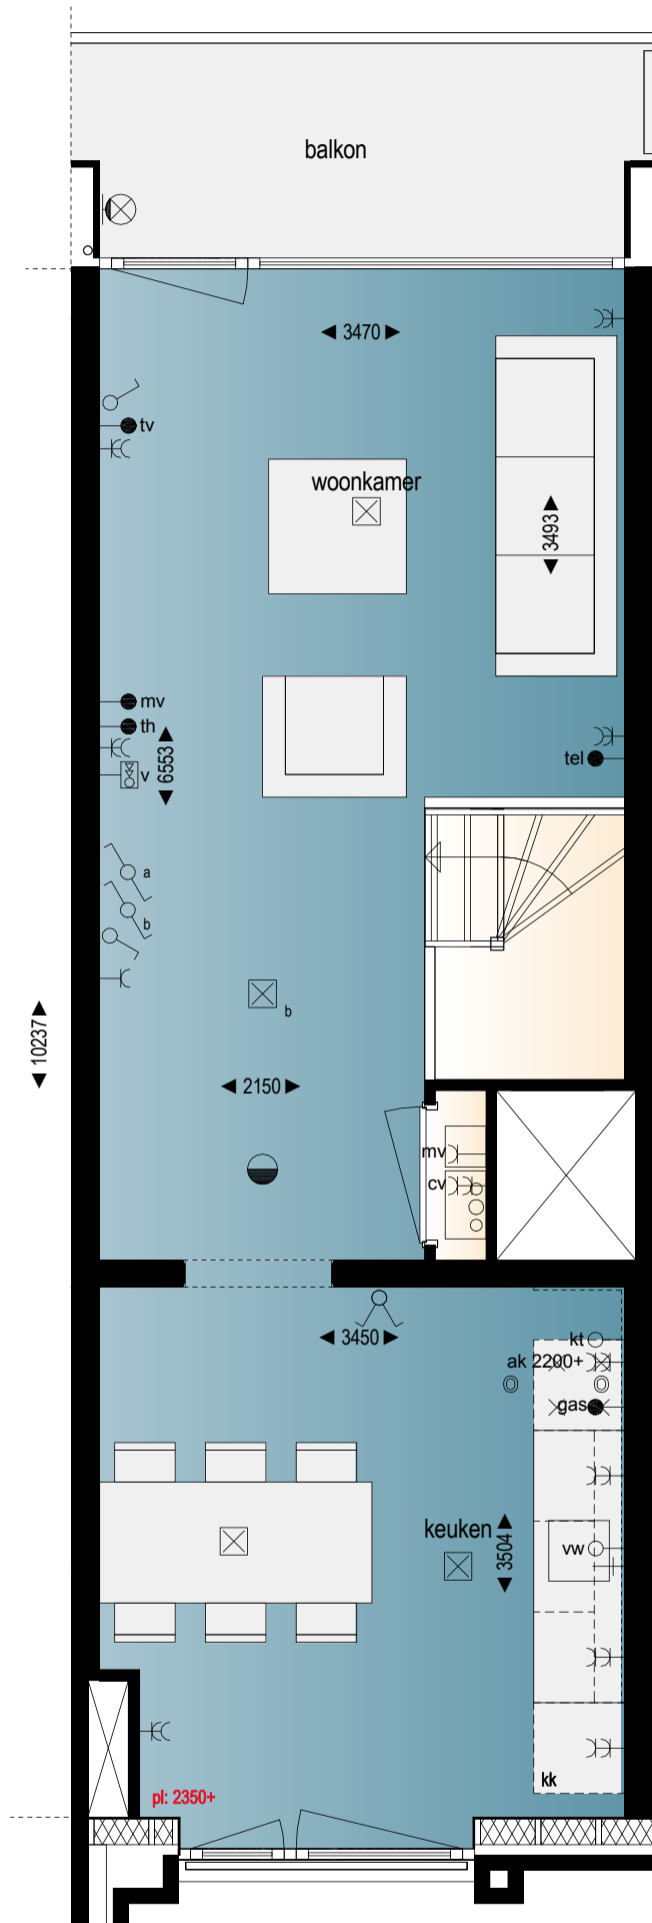 balkon
3470
tv
woonkamer
3493
mv
th
tel
v
6553
a
b
b
10237
2150
mv
cv
3450
kt
ak 2200+
gas
keuken
3504
vw
kk
pl: 2350+